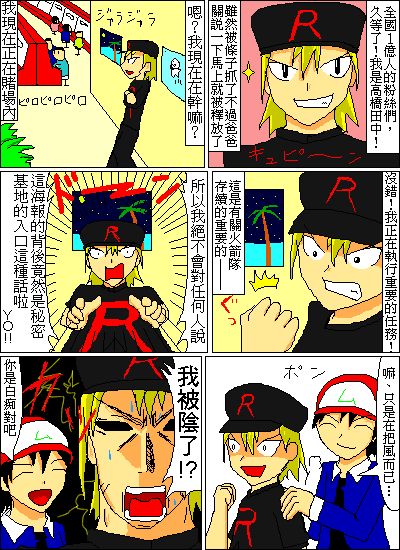 全國1億人的粉絲們，
久等了！我是高橋田中！
R
雖然被條子抓了不過爸爸
關說一下馬上就被釋放了
キュピーン
ジャラジャラ
嗯？我現在在幹嘛？
ピロピロピロ
我現在正在賭場內
沒錯！我正在執行重要的任務！
R
這是有關火箭隊
存續的重要的——
ぐっ
所以我絕不會對任何人說
ドーーン
R
R
這海報的背後竟然是秘密
基地的入口這種話啦
YO!!
嘛、只是在把風而已…
ポン
R
R
我被陰了!?
R
你是白痴對吧